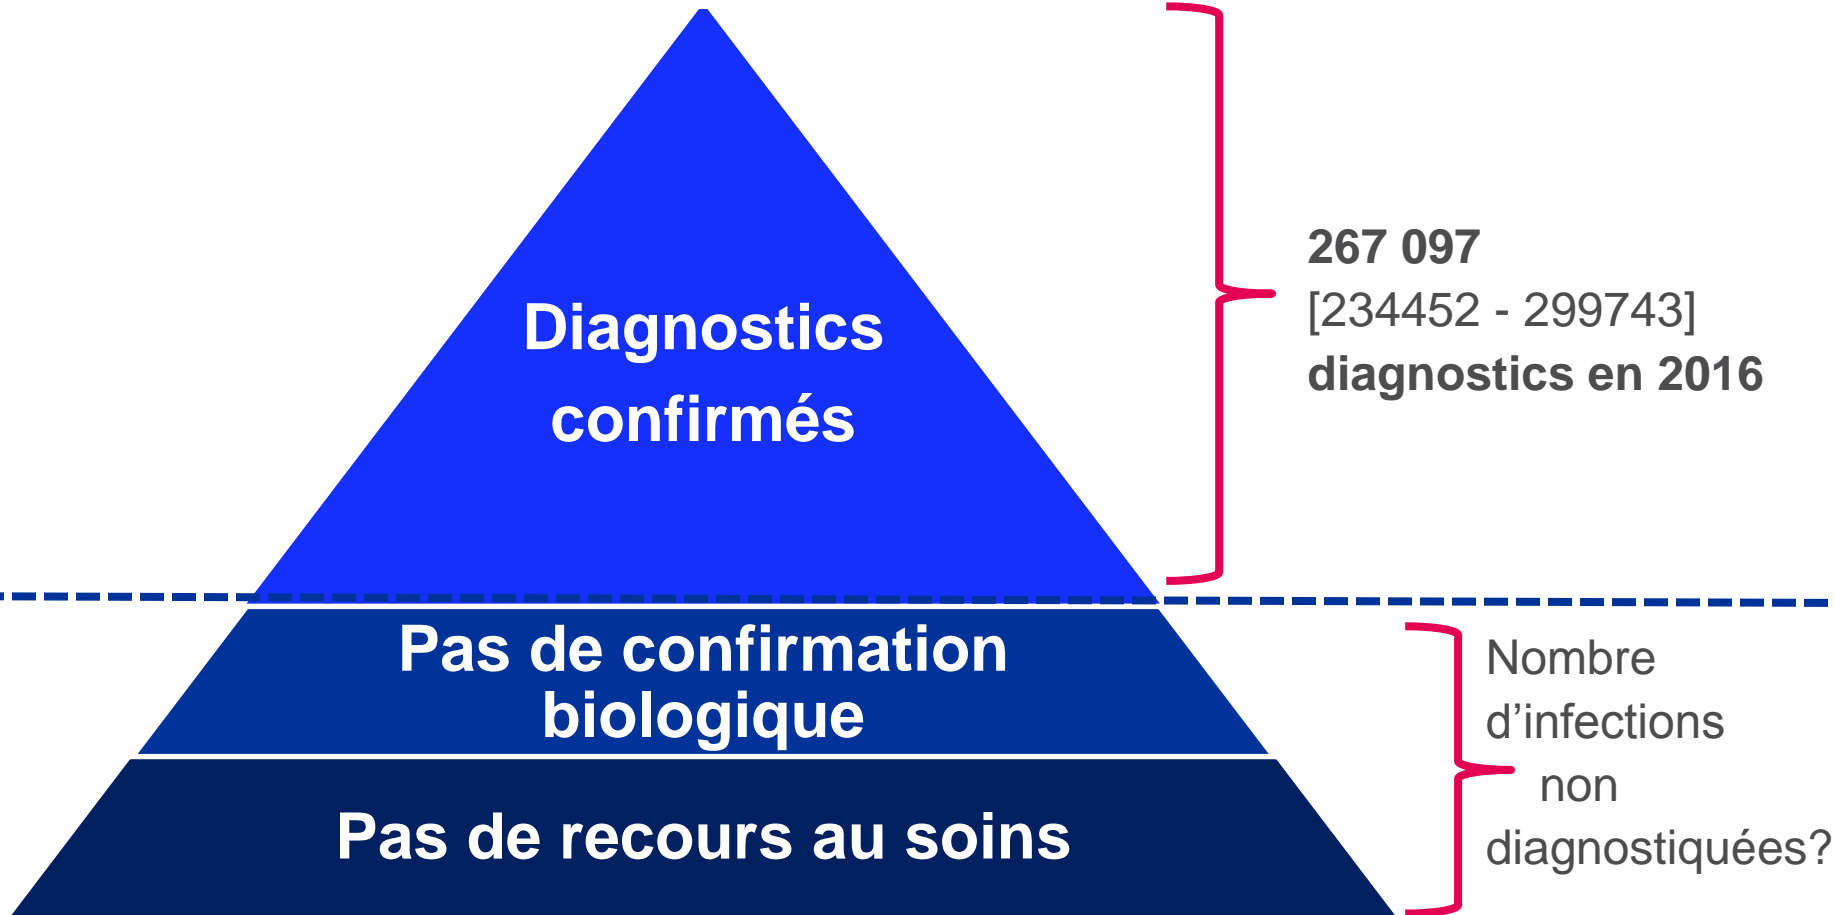 Diagnostics
confirmés
267 097
[234452 - 299743]
diagnostics en 2016
Pas de confirmation
biologique
Pas de recours au soins
Nombre
d’infections
non
diagnostiquées?